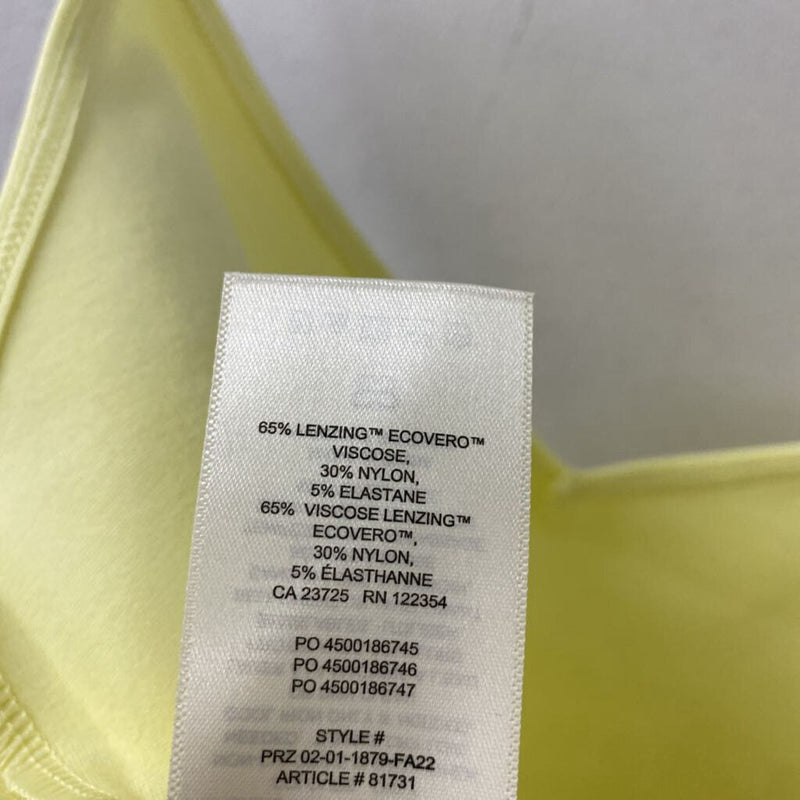 65% LENZING™ ECOVERO™
VISCOSE,
30% NYLON,
5% ELASTANE
65% VISCOSE LENZING™
ECOVERO™,
30% NYLON,
5% ÉLASTHANNE
CA 23725 RN 122354
PO 4500186745
PO 4500186746
PO 4500186747
STYLE #
PRZ 02-01-1879-FA22
ARTICLE # 81731